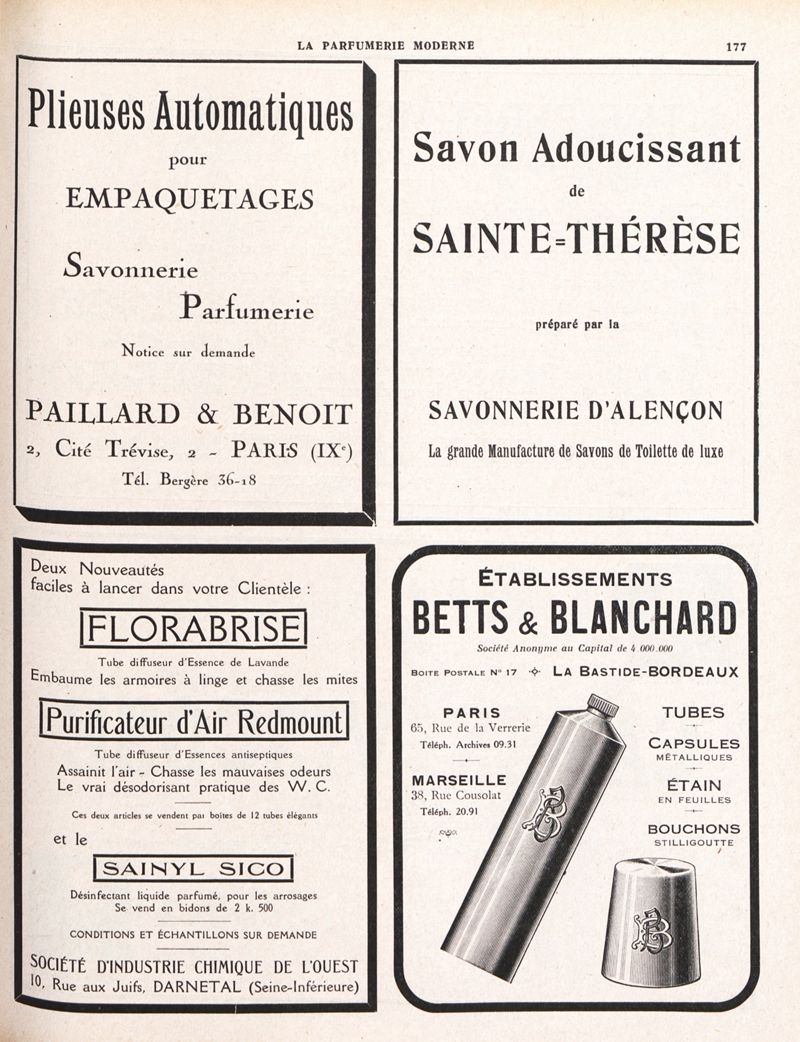 LA PARFUMERIE MODERNE 177
Plieuses Automatiques
pour
EMPAQUETAGES
Savonnerie
Parfumerie
Notice sur demande
PAILLARD & BENOIT
2, Cité Trévise, 2 - PARIS (IXe)
Tél. Bergère 36-18
Savon Adoucissant
de
SAINTE=THÉRÈSE
préparé par la
SAVONNERIE D'ALENÇON
La grande Manufacture de Savons de Toilette de luxe
Deux Nouveautés
faciles à lancer dans votre Clientèle :
FLORABRISE
Tube diffuseur d'Essence de Lavande
Embaume les armoires à linge et chasse les mites
Purificateur d'Air Redmount
Tube diffuseur d'Essences antiseptiques
Assainit l'air - Chasse les mauvaises odeurs
Le vrai désodorisant pratique des W. C.
Ces deux articles se vendent par boites de 12 tubes élégants
et le
SAINYL SICO
Désinfectant liquide parfumé, pour les arrosages
Se vend en bidons de 2 k. 500
CONDITIONS ET ÉCHANTILLONS SUR DEMANDE
SOCIÉTÉ D'INDUSTRIE CHIMIQUE DE L'OUEST
10, Rue aux Juifs, DARNETAL (Seine-Inférieure)
ÉTABLISSEMENTS
BETTS & BLANCHARD
Société Anonyme au Capital de 4.000.000
BOITE POSTALE N° 17 LA BASTIDE-BORDEAUX
PARIS
65, Rue de la Verrerie
Téléph. Archives 09.31
MARSEILLE
38, Rue Cousolat
Téléph. 20.91
TUBES
CAPSULES
MÉTALLIQUES
ÉTAIN
EN FEUILLES
BOUCHONS
STILLIGOUTTE
BB
BB